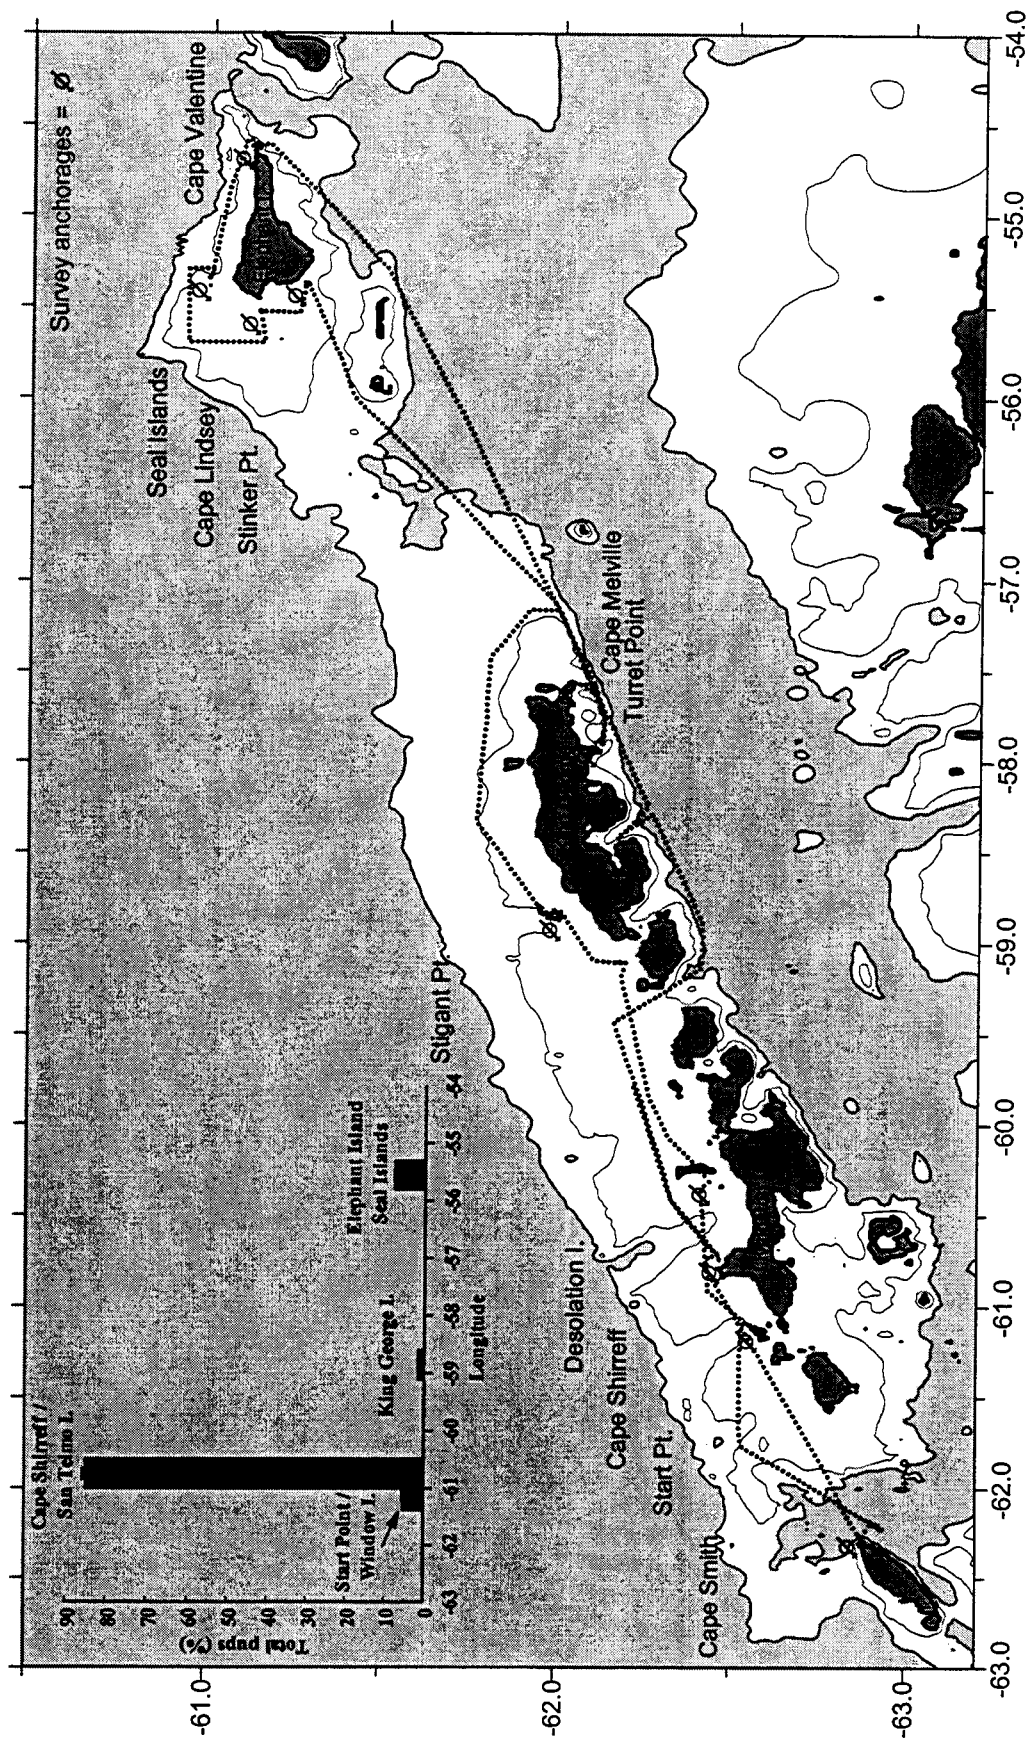 Survey anchorages = Ø
Cape Valentine
Seal Islands
Cape Lindsey
Stinker Pt.
Cape Melville
Turret Point
Stigant Pt.
Desolation I.
Cape Shirreff
Start Pt.
Cape Smith
Cape Shirreff /
San Telmo I.
Start Point /
Window I.
King George I.
Elephant Island
Seal Islands
Total pups (%)
90
80
70
60
50
40
30
20
10
0
-63
-62
-61
-60
-59
-58
-57
-56
-55
-54
Longitude
-61.0
-62.0
-63.0
-63.0
-62.0
-61.0
-60.0
-59.0
-58.0
-57.0
-56.0
-55.0
-54.0